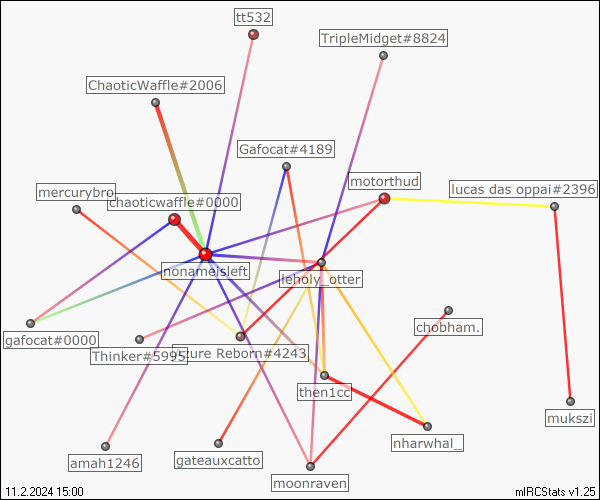 tt532
TripleMidget#8824
ChaoticWaffle#2006
Gafocat#4189
motorthud
lucas das oppai#2396
mercurybro
chaoticwaffle#0000
nonameisleft
leholy_otter
gafocat#0000
chobham.
Thinker#5995
zure Reborn#4243
then1cc
mukszi
nharwhal_
amah1246
gateauxcatto
moonraven
11.2.2024 15:00
mIRCStats v1.25